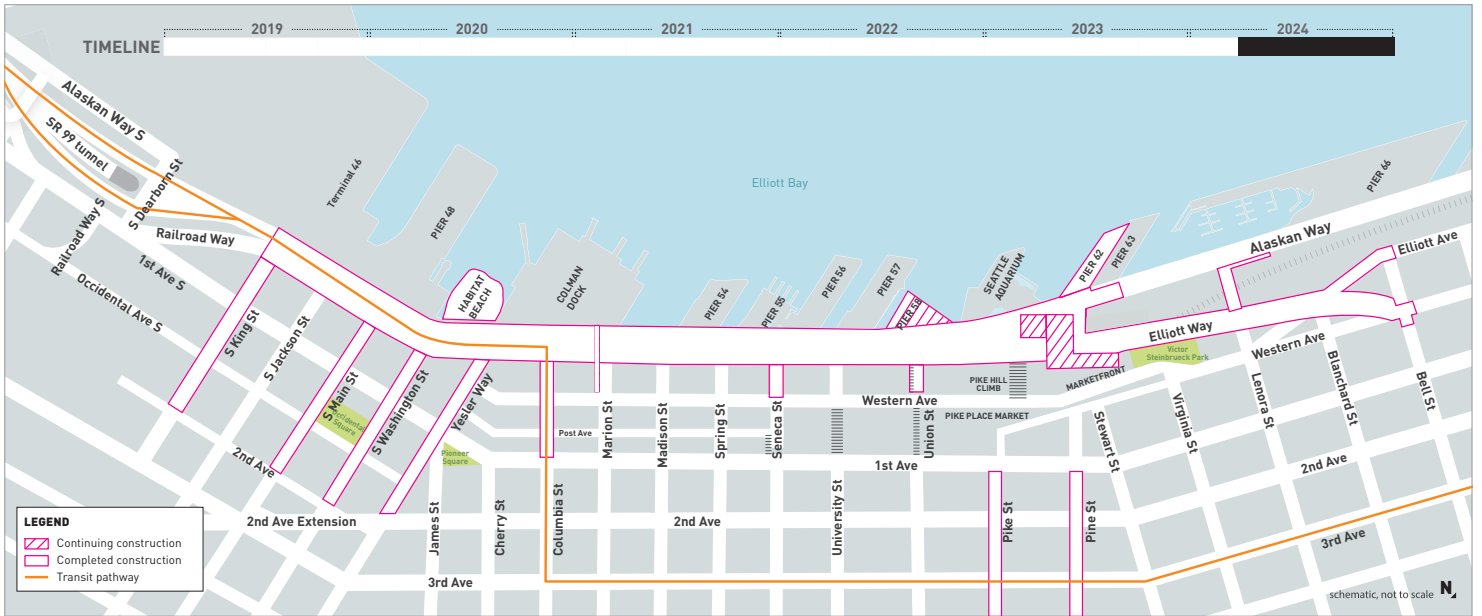 2019 2020 2021 2022 2023 2024
TIMELINE
Alaskan Way S
SR 99 tunnel
S Dearborn St
Railroad Way S
Railroad Way
1st Ave S
Occidental Ave S
Terminal 46
PIER 48
HABITAT
BEACH
COLMAN
DOCK
Elliott Bay
PIER 54
PIER 55
PIER 56
PIER 57
PIER 58
SEATTLE
AQUARIUM
PIER 62
PIER 63
PIER 66
Alaskan Way
Elliott Ave
Elliott Way
Victor
Steinbrueck Park
Western Ave
S King St
S Jackson St
S Main St
Occidental
Square
S Washington St
Yesler Way
2nd Ave
Pioneer
Square
PIKE HILL
CLIMB
MARKETFRONT
Western Ave
PIKE PLACE MARKET
Post Ave
Marion St
Madison St
Spring St
Seneca St
Union St
1st Ave
Stewart St
Virginia St
Lenora St
Blanchard St
Bell St
2nd Ave
2nd Ave Extension
James St
Cherry St
Columbia St
2nd Ave
University St
Pike St
Pine St
3rd Ave
3rd Ave
LEGEND
Continuing construction
Completed construction
Transit pathway
schematic, not to scale N